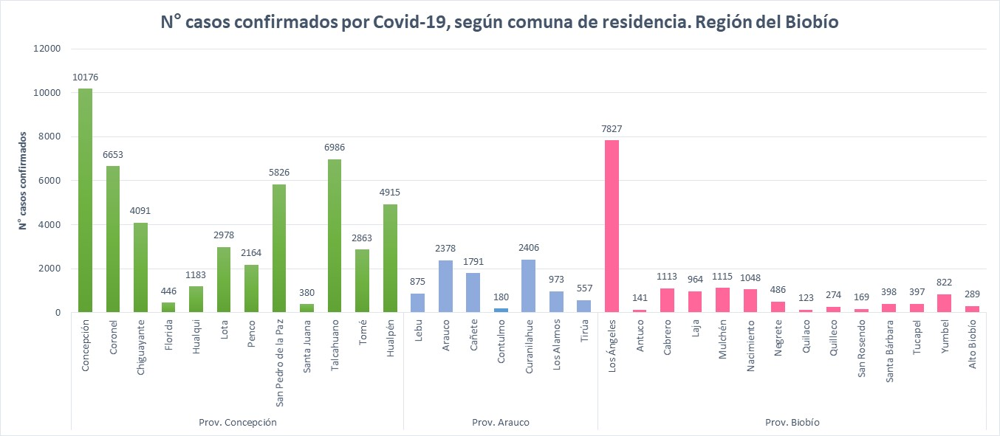 N° casos confirmados por Covid-19, según comuna de residencia. Región del Biobío
N° casos confirmados
12000
10000
8000
6000
4000
2000
0
10176
6653
4091
446
1183
2978
2164
5826
380
6986
2863
4915
875
2378
1791
180
2406
973
557
7827
141
1113
964
1115
1048
486
123
274
169
398
397
822
289
Concepción
Coronel
Chiguayante
Florida
Hualqui
Lota
Penco
San Pedro de la Paz
Santa Juana
Talcahuano
Tomé
Hualpén
Lebu
Arauco
Cañete
Contulmo
Curanilahue
Los Alamos
Tirúa
Los Ángeles
Antuco
Cabrero
Laja
Mulchén
Nacimiento
Negrete
Quilaco
Quilleco
San Rosendo
Santa Bárbara
Tucapel
Yumbel
Alto Biobío
Prov. Concepción
Prov. Arauco
Prov. Biobío